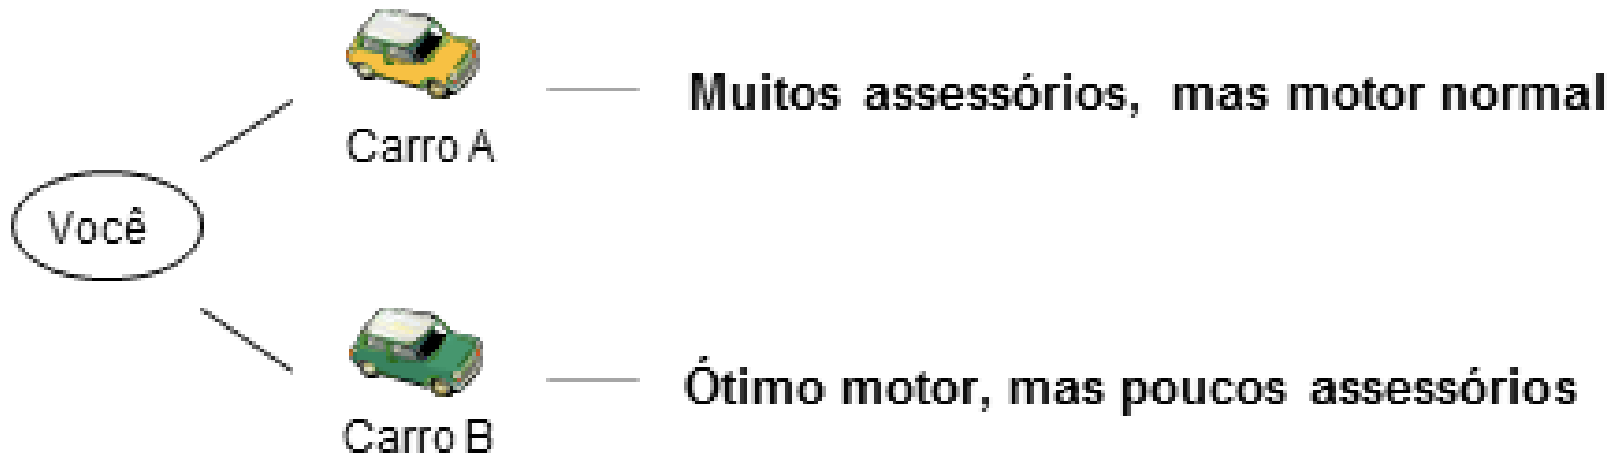 Muitos assessórios, mas motor normal
Carro A
Você
Ótimo motor, mas poucos assessórios
Carro B